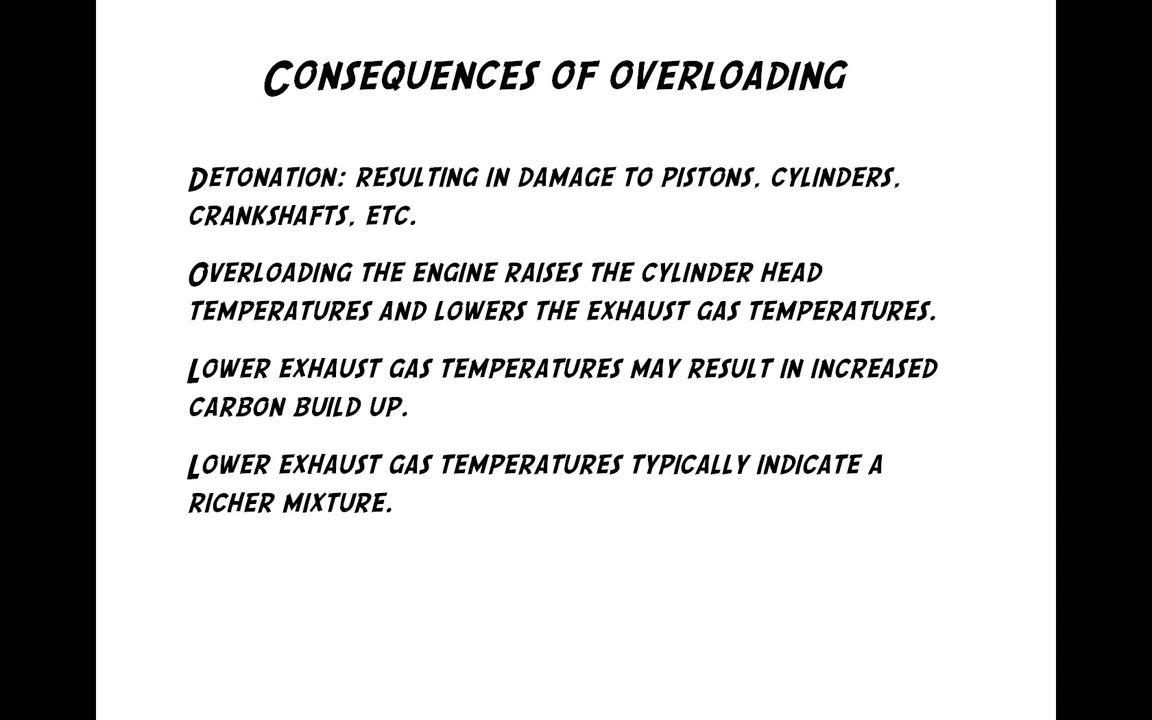 Consequences of overloading
Detonation: resulting in damage to pistons, cylinders,
crankshafts, etc.
Overloading the engine raises the cylinder head
temperatures and lowers the exhaust gas temperatures.
Lower exhaust gas temperatures may result in increased
carbon build up.
Lower exhaust gas temperatures typically indicate a
richer mixture.